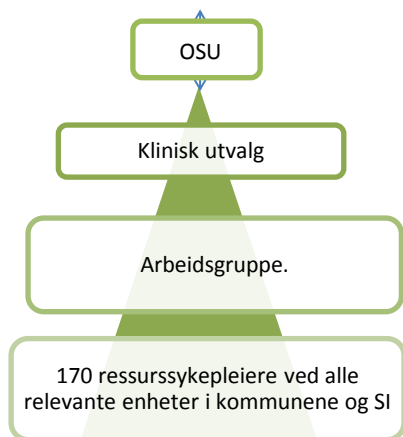 OSU
Klinisk utvalg
Arbeidsgruppe.
170 ressurssykepleiere ved alle
relevante enheter i kommunene og SI